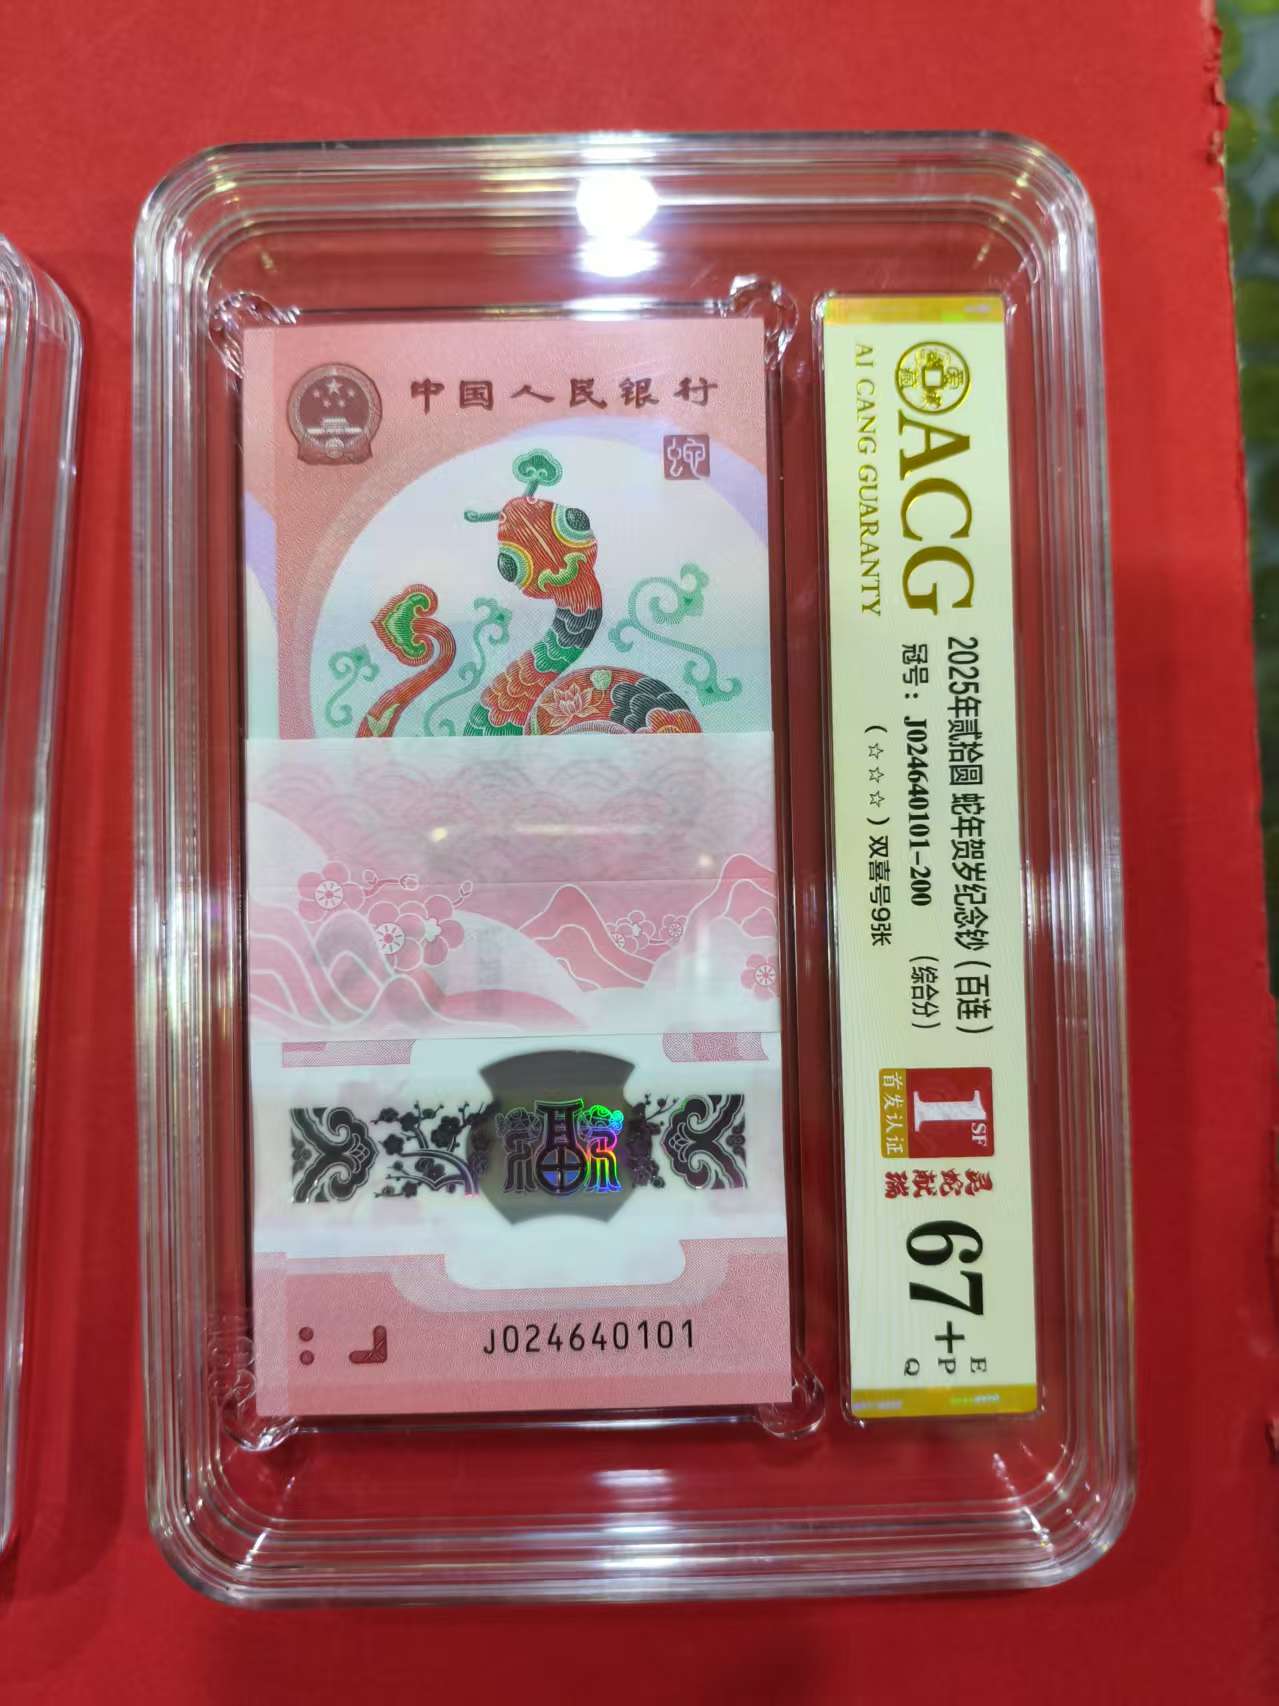 中国人民银行
蛇
J024640101
ACG
AI CANG GUARANTY
2025年贰拾圆 蛇年贺岁纪念钞（百连）
冠号：J024640101-200 （综合分）
（☆☆☆）双喜号9张
1SF
首发认证
灵蛇献瑞
67+
E
P
Q